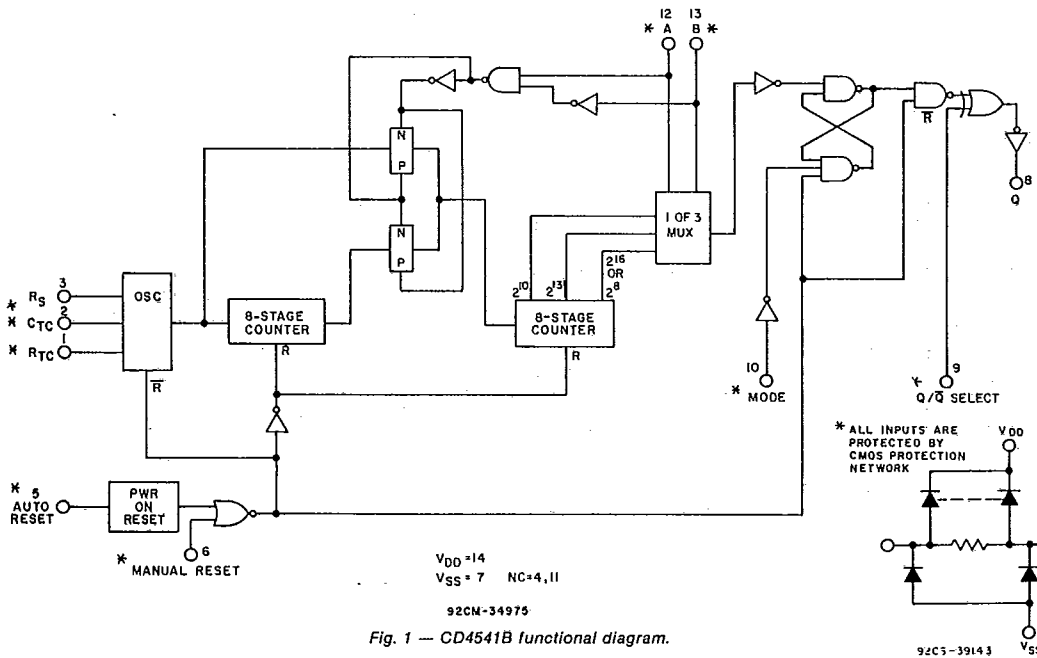 12 13
* A B *
N
P
N
P
R̅
8
Q
1 OF 3
MUX
2^16
OR
2^10 2^13 2^8
3
R_S
OSC
* 2
* C_TC
1
* R_TC
R̅
8-STAGE
COUNTER
R
8-STAGE
COUNTER
R
10
* MODE
9
Q/Q̅ SELECT
* ALL INPUTS ARE
PROTECTED BY
CMOS PROTECTION
NETWORK
V_DD
* 5
AUTO
RESET
PWR
ON
RESET
6
* MANUAL RESET
V_DD = 14
V_SS = 7 NC = 4, 11
92CM-34975
Fig. 1 — CD4541B functional diagram.
92CS-39143
V_SS